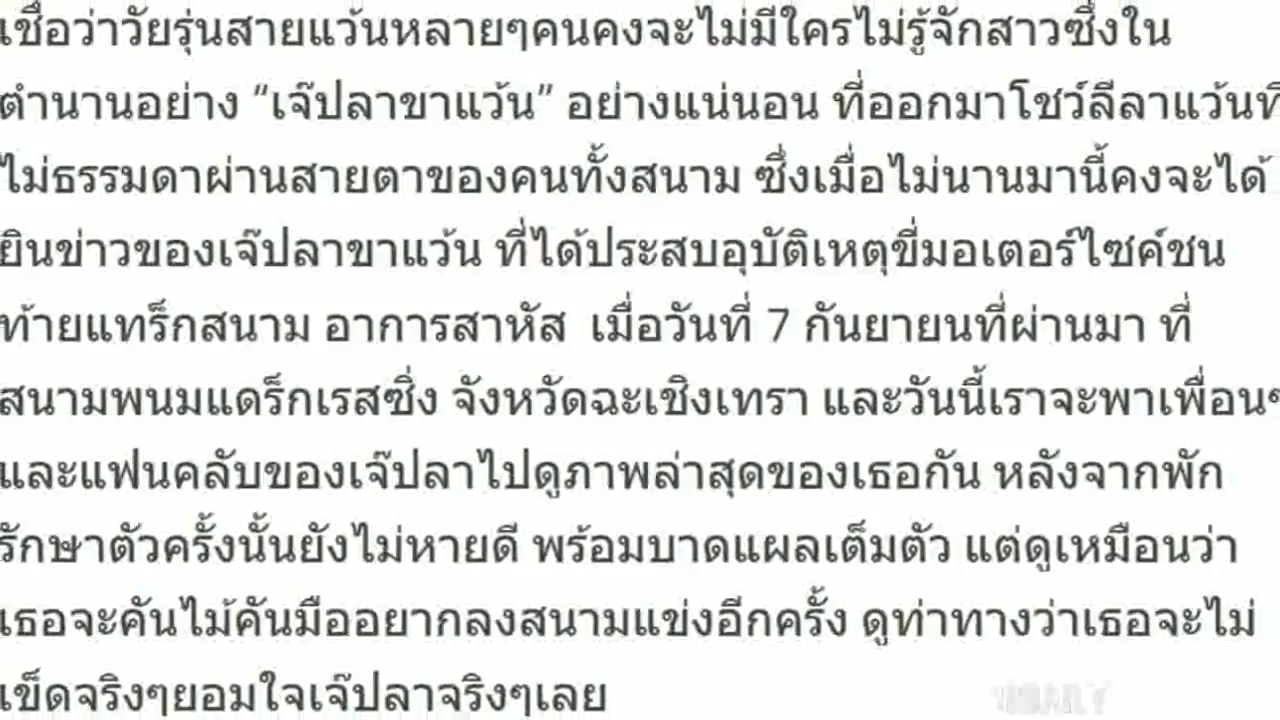 เชื่อว่าวัยรุ่นสายแว้นหลายๆคนคงจะไม่มีใครไม่รู้จักสาวซิ่งใน
ตำนานอย่าง “เจ๊ปลาขาแว้น” อย่างแน่นอน ที่ออกมาโชว์ลีลาแว้นที่
ไม่ธรรมดาผ่านสายตาของคนทั้งสนาม ซึ่งเมื่อไม่นานมานี้คงจะได้
ยินข่าวของเจ๊ปลาขาแว้น ที่ได้ประสบอุบัติเหตุขี่มอเตอร์ไซค์ชน
ท้ายแทร็กสนาม อาการสาหัส เมื่อวันที่ 7 กันยายนที่ผ่านมา ที่
สนามพนมแดร็กเรสซิ่ง จังหวัดฉะเชิงเทรา และวันนี้เราจะพาเพื่อนๆ
และแฟนคลับของเจ๊ปลาไปดูภาพล่าสุดของเธอกัน หลังจากพัก
รักษาตัวครั้งนั้นยังไม่หายดี พร้อมบาดแผลเต็มตัว แต่ดูเหมือนว่า
เธอจะคันไม้คันมืออยากลงสนามแข่งอีกครั้ง ดูท่าทางว่าเธอจะไม่
เข็ดจริงๆยอมใจเจ๊ปลาจริงๆเลย